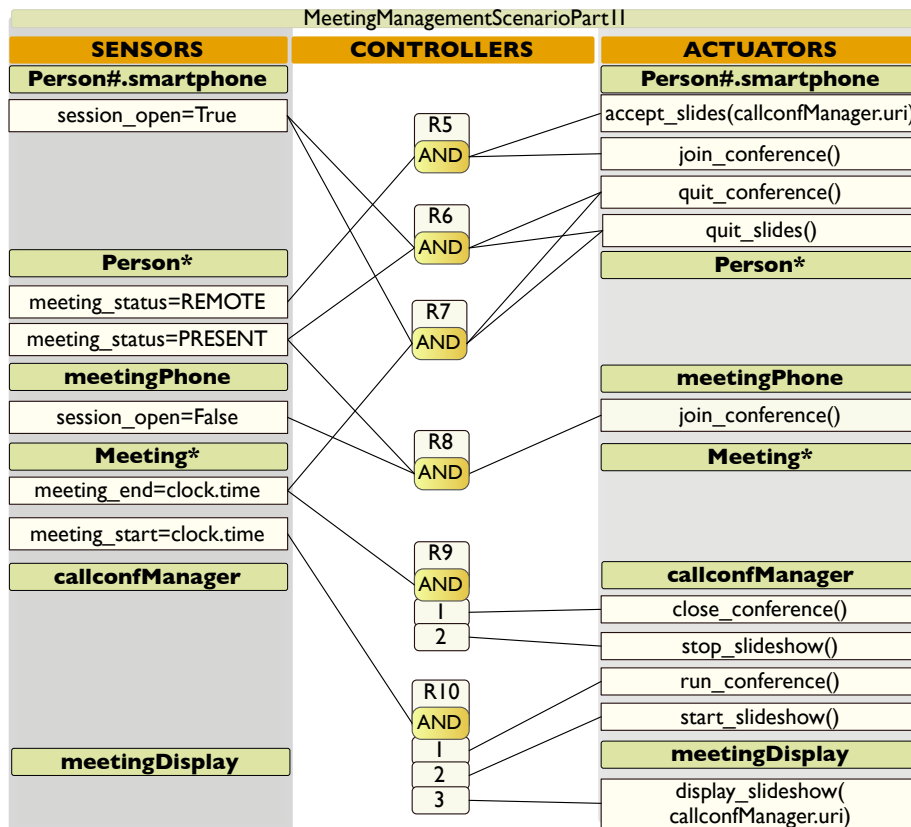 MeetingManagementScenarioPart11
SENSORS
CONTROLLERS
ACTUATORS
Person#.smartphone
session_open=True
Person*
meeting_status=REMOTE
meeting_status=PRESENT
meetingPhone
session_open=False
Meeting*
meeting_end=clock.time
meeting_start=clock.time
callconfManager
meetingDisplay
R5
AND
R6
AND
R7
AND
R8
AND
R9
AND
1
2
R10
AND
1
2
3
Person#.smartphone
accept_slides(callconfManager.uri)
join_conference()
quit_conference()
quit_slides()
Person*
meetingPhone
join_conference()
Meeting*
callconfManager
close_conference()
stop_slideshow()
run_conference()
start_slideshow()
meetingDisplay
display_slideshow(
callconfManager.uri)